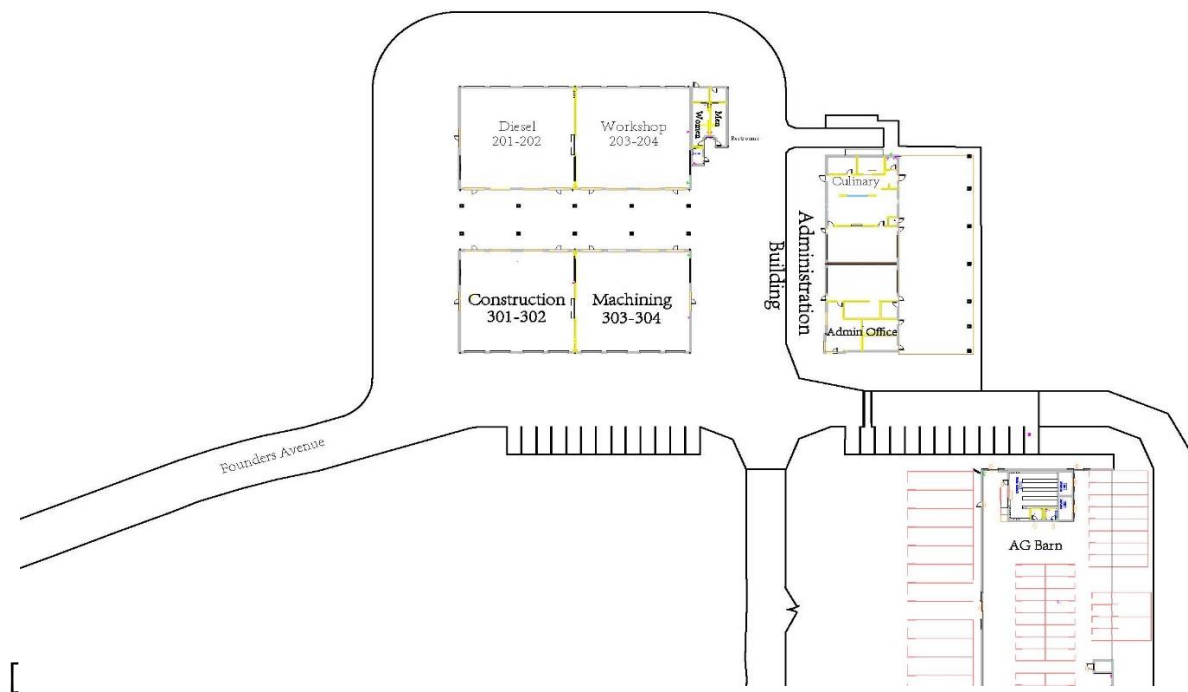 Diesel
201-202
Workshop
203-204
Women
Men
Restrooms
Culinary
Administration
Building
Construction
301-302
Machining
303-304
Admin Office
Founders Avenue
AG Barn
[